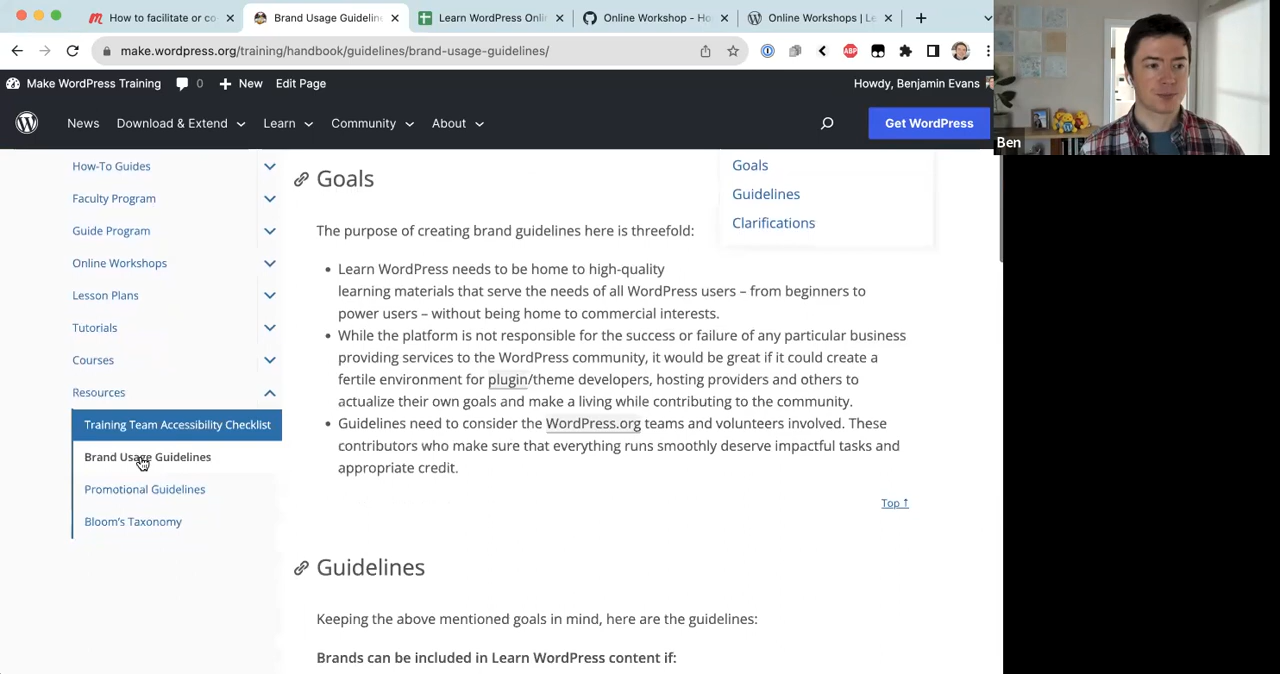 How to facilitate or co
Brand Usage Guidelin
Learn WordPress Onli
Online Workshop - Ho
Online Workshops | Le
make.wordpress.org/training/handbook/guidelines/brand-usage-guidelines/
ABP
Make WordPress Training
0
New
Edit Page
Howdy, Benjamin Evans
News
Download & Extend
Learn
Community
About
Get WordPress
Ben
How-To Guides
Faculty Program
Guide Program
Online Workshops
Lesson Plans
Tutorials
Courses
Resources
Training Team Accessibility Checklist
Brand Usage Guidelines
Promotional Guidelines
Bloom's Taxonomy
Goals
Guidelines
Clarifications
Goals
The purpose of creating brand guidelines here is threefold:
• Learn WordPress needs to be home to high-quality
learning materials that serve the needs of all WordPress users – from beginners to
power users – without being home to commercial interests.
• While the platform is not responsible for the success or failure of any particular business
providing services to the WordPress community, it would be great if it could create a
fertile environment for plugin/theme developers, hosting providers and others to
actualize their own goals and make a living while contributing to the community.
• Guidelines need to consider the WordPress.org teams and volunteers involved. These
contributors who make sure that everything runs smoothly deserve impactful tasks and
appropriate credit.
Top ↑
Guidelines
Keeping the above mentioned goals in mind, here are the guidelines:
Brands can be included in Learn WordPress content if: